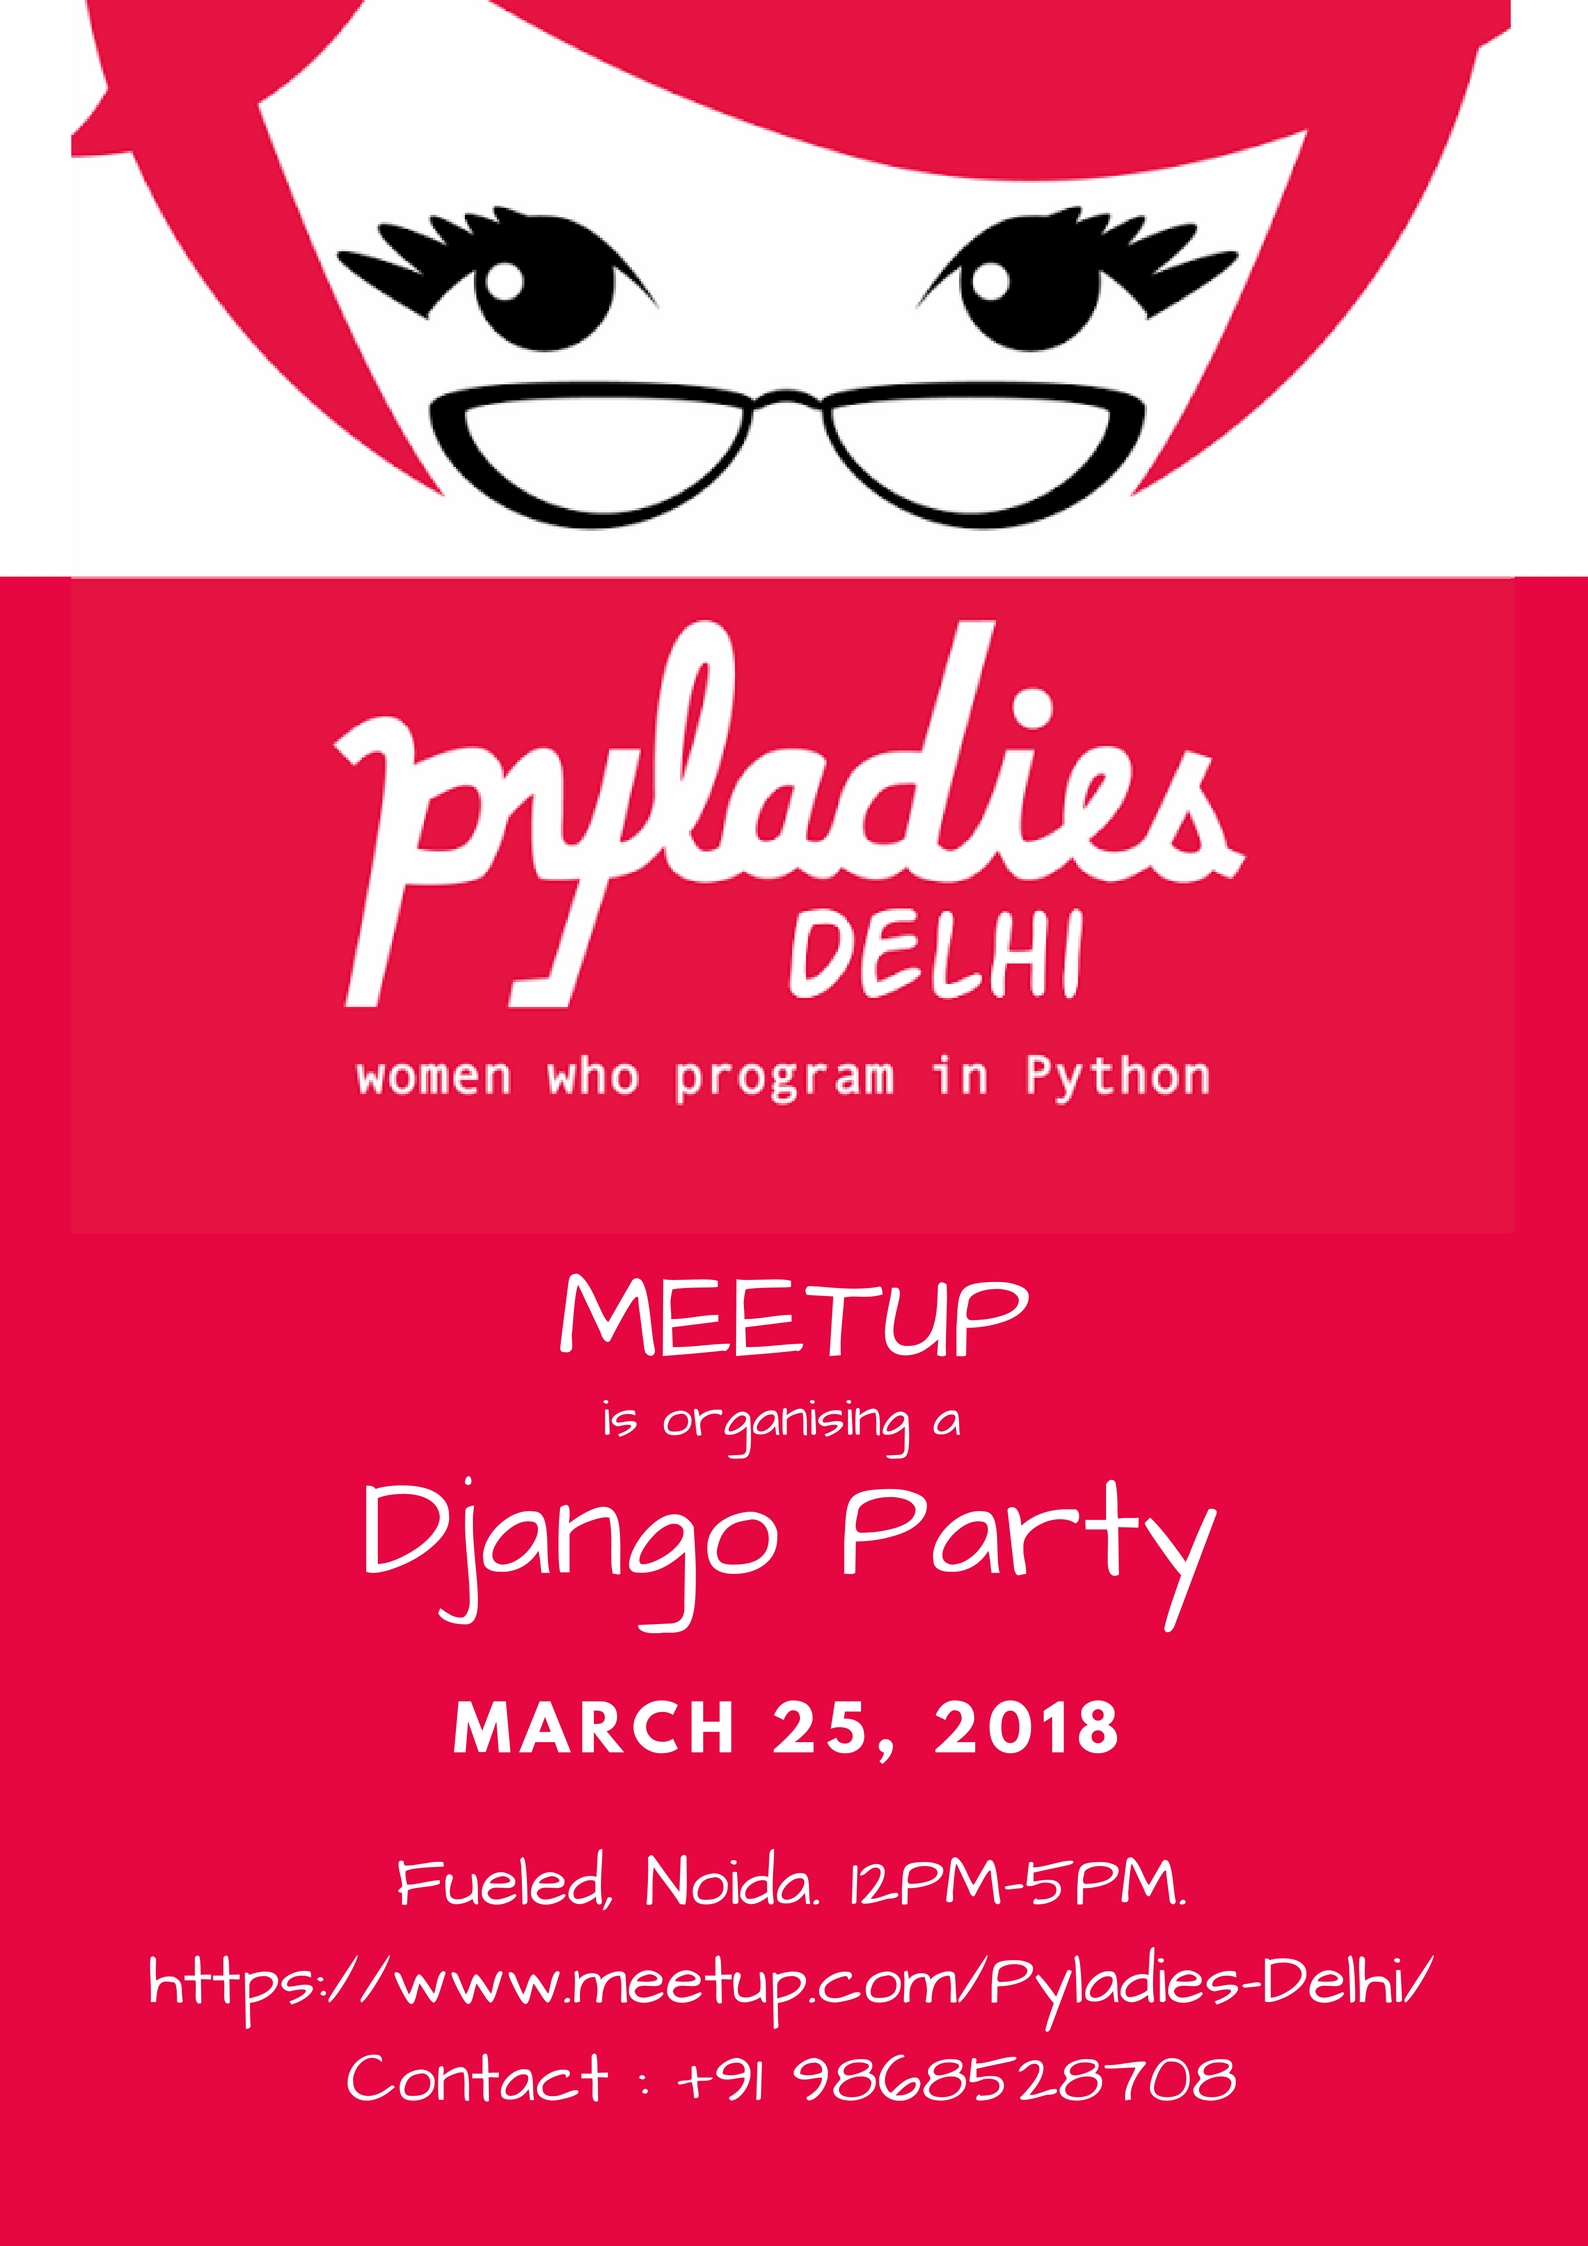 pyladies
DELHI
women who program in Python
MEETUP
is organising a
Django Party
MARCH 25, 2018
Fueled, Noida. 12PM-5PM.
https://www.meetup.com/Pyladies-Delhi/
Contact : +91 9868528708